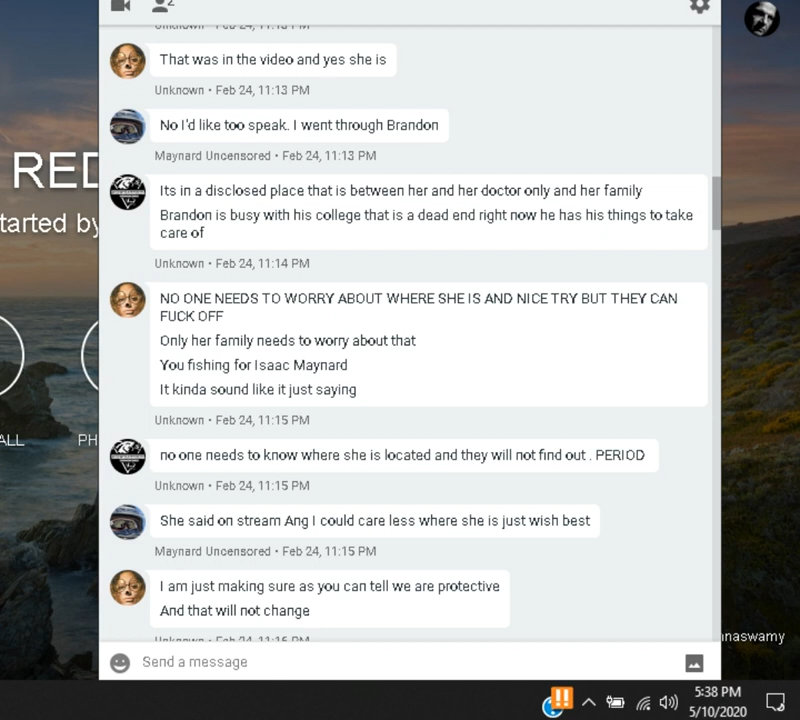 2
RED
tarted by
ALL
PH
That was in the video and yes she is
Unknown • Feb 24, 11:13 PM
No I'd like too speak. I went through Brandon
Maynard Uncensored • Feb 24, 11:13 PM
Its in a disclosed place that is between her and her doctor only and her family
Brandon is busy with his college that is a dead end right now he has his things to take
care of
Unknown • Feb 24, 11:14 PM
NO ONE NEEDS TO WORRY ABOUT WHERE SHE IS AND NICE TRY BUT THEY CAN
FUCK OFF
Only her family needs to worry about that
You fishing for Isaac Maynard
It kinda sound like it just saying
Unknown • Feb 24, 11:15 PM
no one needs to know where she is located and they will not find out . PERIOD
Unknown • Feb 24, 11:15 PM
She said on stream Ang I could care less where she is just wish best
Maynard Uncensored • Feb 24, 11:15 PM
I am just making sure as you can tell we are protective
And that will not change
Unknown • Feb 24, 11:16 PM
Send a message
nnaswamy
5:38 PM
5/10/2020